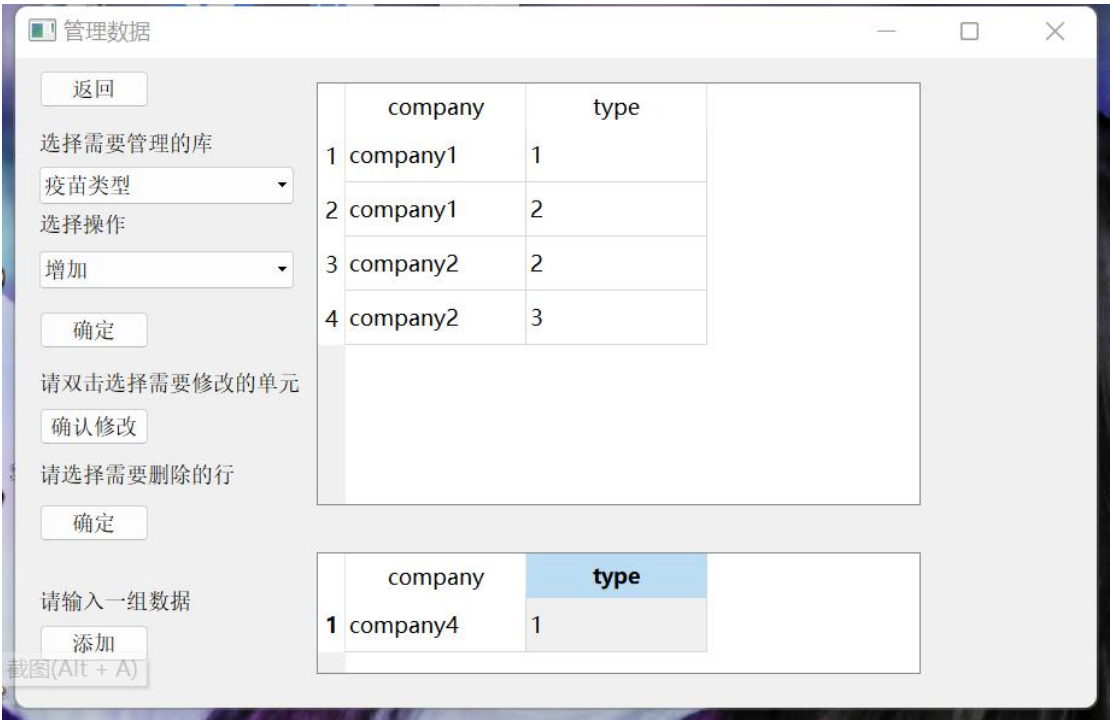 管理数据
返回
选择需要管理的库
疫苗类型
选择操作
增加
确定
请双击选择需要修改的单元
确认修改
请选择需要删除的行
确定
请输入一组数据
添加
截图(Alt + A)
company type
1 company1 1
2 company1 2
3 company2 2
4 company2 3
company type
1 company4 1